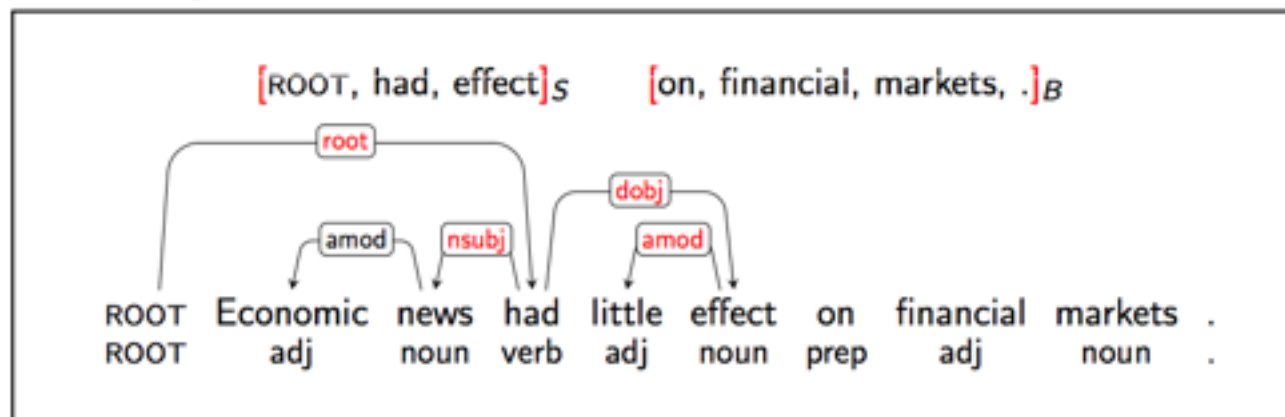 [ROOT, had, effect]S [on, financial, markets, .]B
root
dobj
amod nsubj amod
ROOT Economic news had little effect on financial markets .
ROOT adj noun verb adj noun prep adj noun .